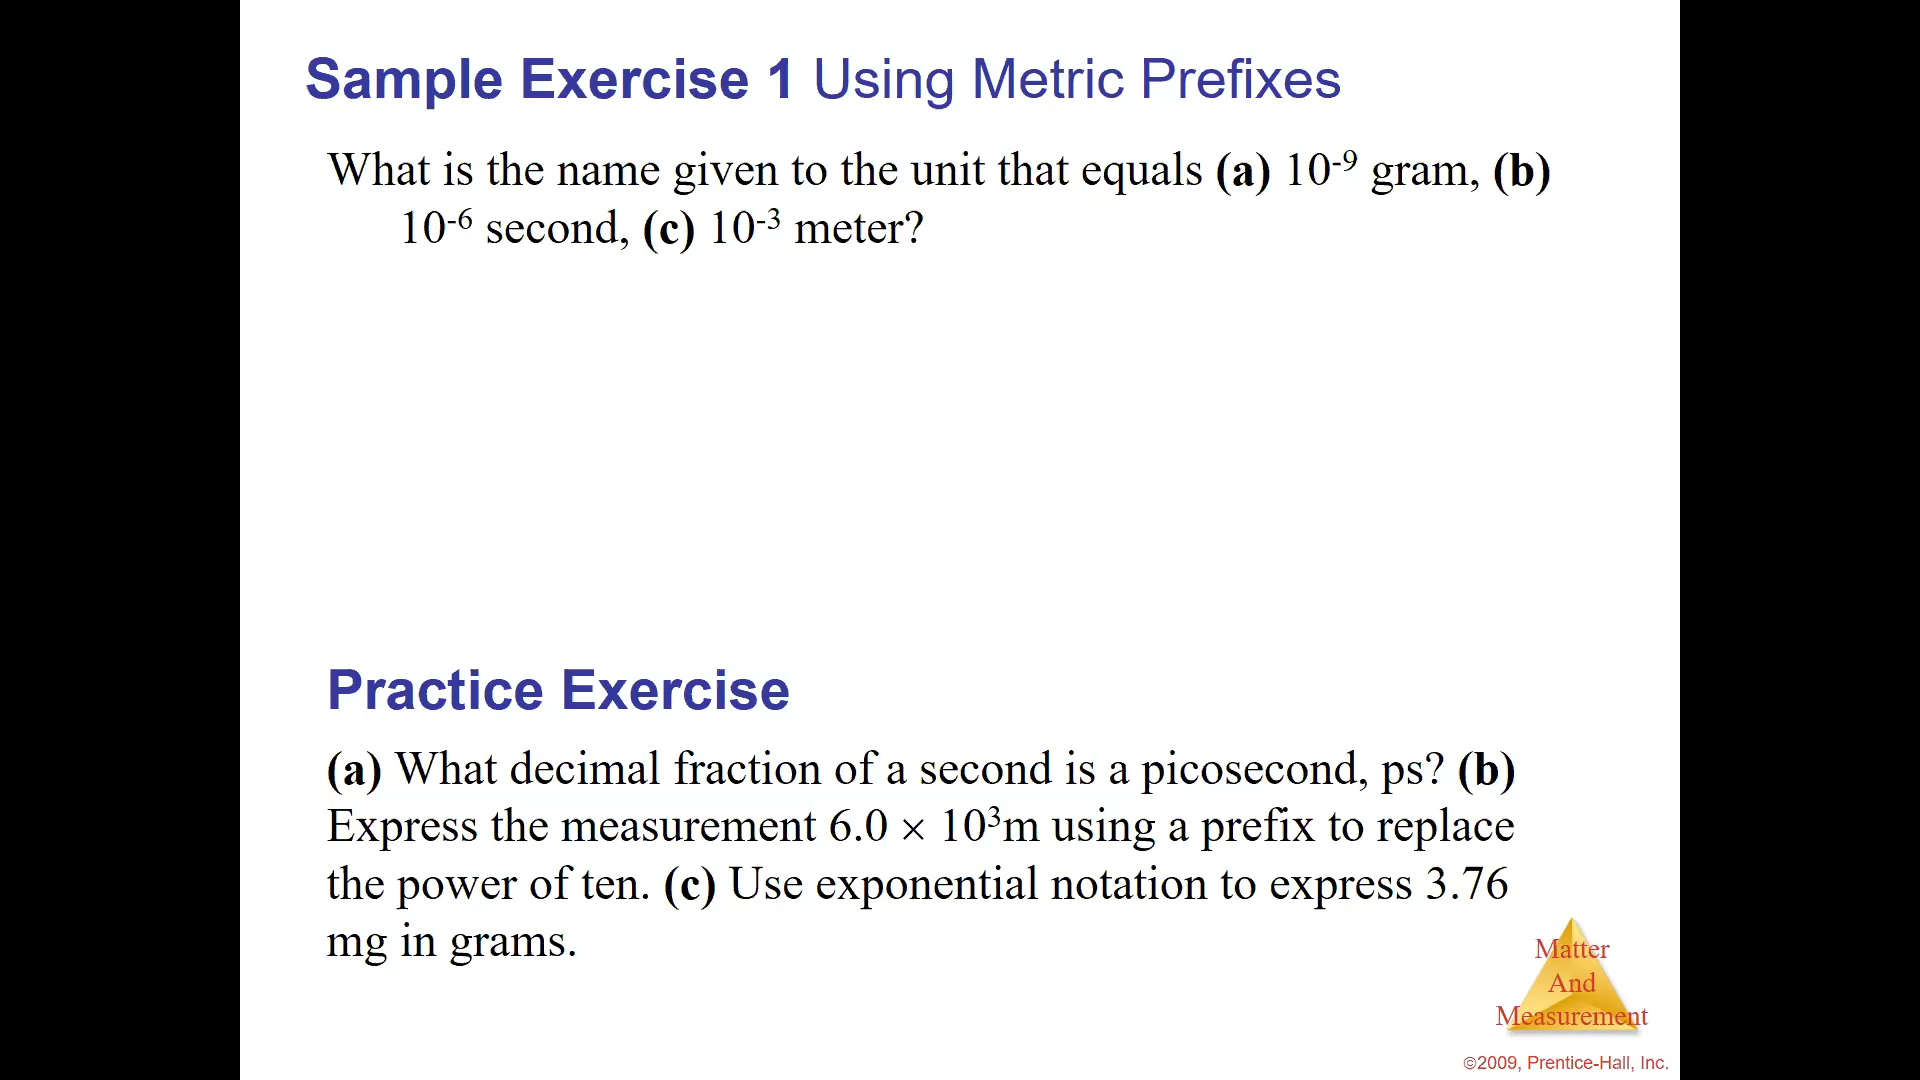 Sample Exercise 1 Using Metric Prefixes
What is the name given to the unit that equals (a) 10⁻⁹ gram, (b)
10⁻⁶ second, (c) 10⁻³ meter?
Practice Exercise
(a) What decimal fraction of a second is a picosecond, ps? (b)
Express the measurement 6.0 × 10³m using a prefix to replace
the power of ten. (c) Use exponential notation to express 3.76
mg in grams.
Matter
And
Measurement
©2009, Prentice-Hall, Inc.